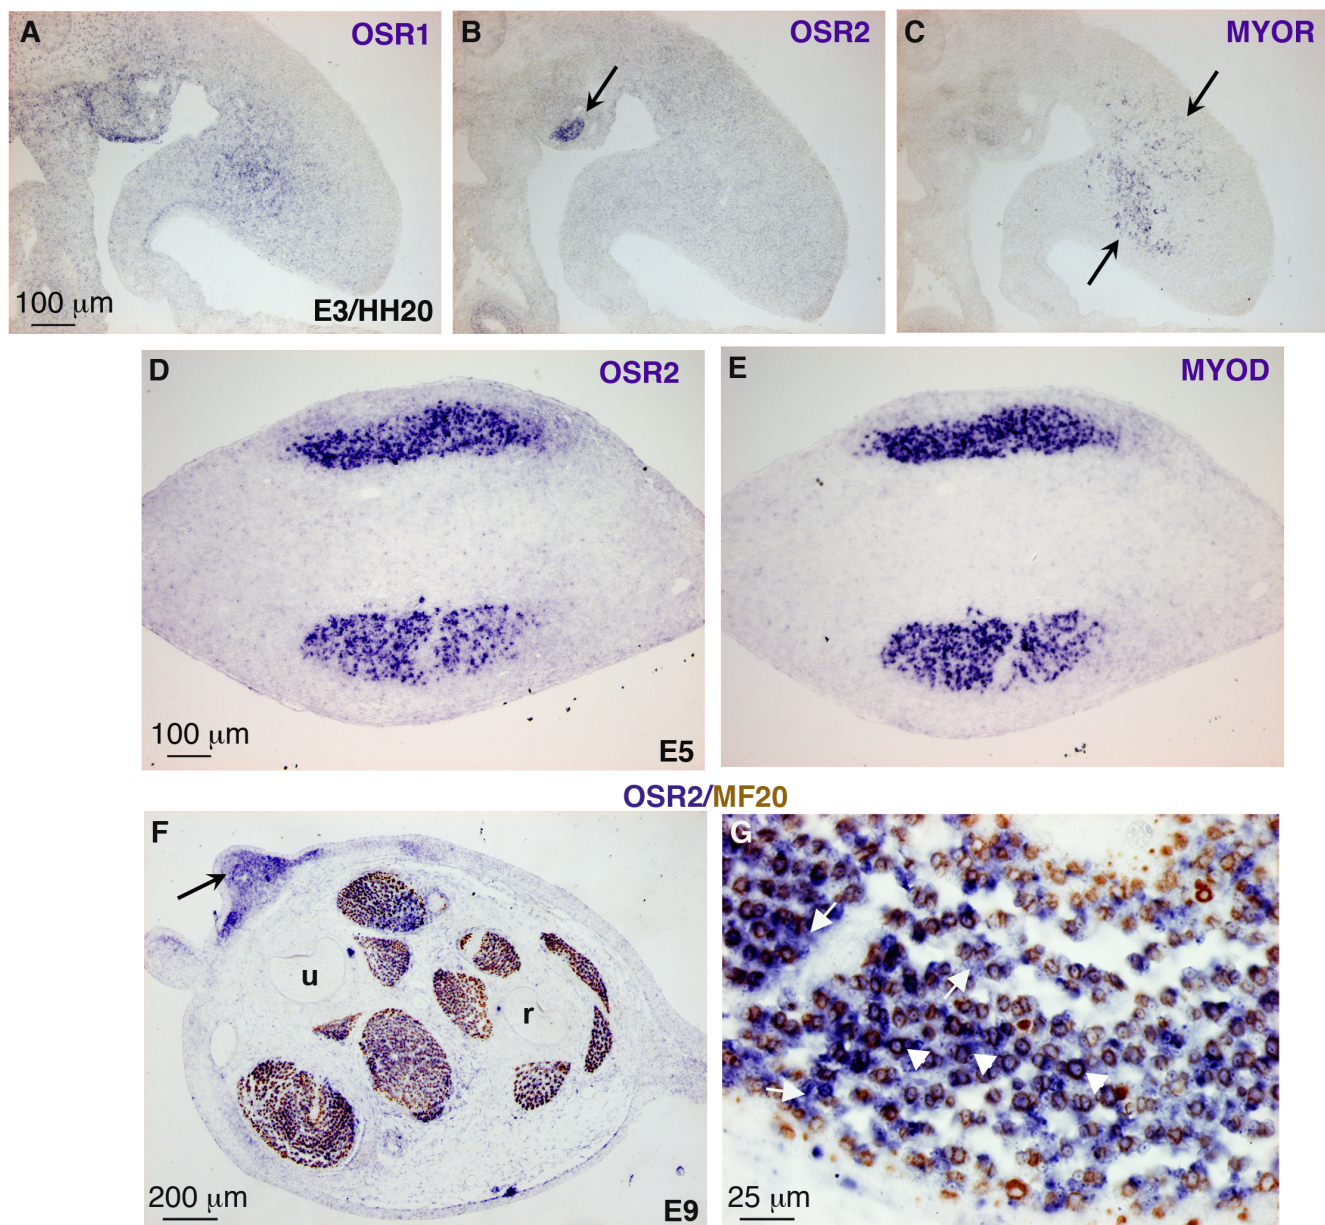 A OSR1
B OSR2
C MYOR
100 μm E3/HH20
D OSR2
E MYOD
100 μm E5
OSR2/MF20
F
G
u
r
200 μm E9
25 μm